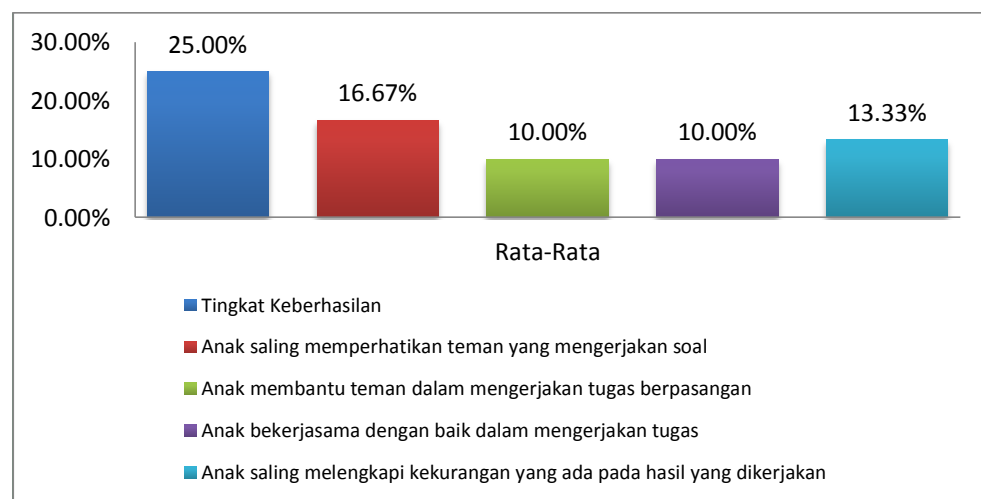 30.00%
20.00%
10.00%
0.00%
25.00%
16.67%
10.00%
10.00%
13.33%
Rata-Rata
Tingkat Keberhasilan
Anak saling memperhatikan teman yang mengerjakan soal
Anak membantu teman dalam mengerjakan tugas berpasangan
Anak bekerjasama dengan baik dalam mengerjakan tugas
Anak saling melengkapi kekurangan yang ada pada hasil yang dikerjakan